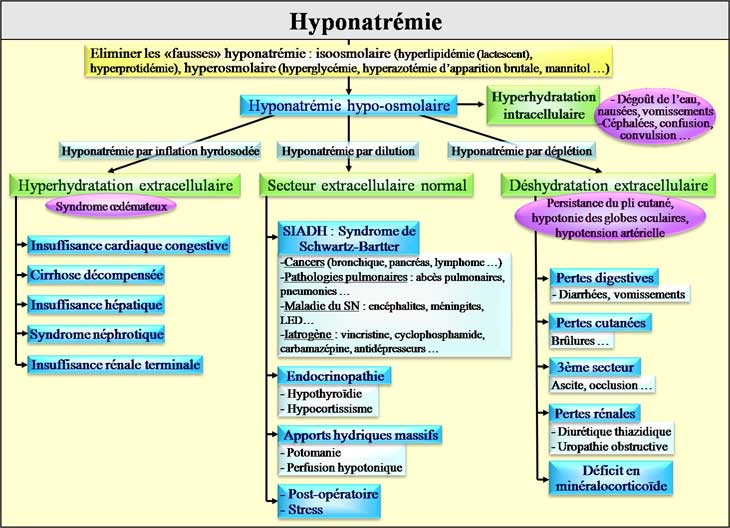 Hyponatrémie
Eliminer les «fausses» hyponatrémie : isoosmolaire (hyperlipidémie (lactescent),
hyperprotidémie), hyperosmolaire (hyperglycémie, hyperazotémie d'apparition brutale, mannitol …)
Hyponatrémie hypo-osmolaire
Hyperhydratation
intracellulaire
- Dégoût de l'eau,
nausées, vomissements
-Céphalées, confusion,
convulsion …
Hyponatrémie par inflation hyrdosodée
Hyponatrémie par dilution
Hyponatrémie par déplétion
Hyperhydratation extracellulaire
Syndrome œdémateux
Insuffisance cardiaque congestive
Cirrhose décompensée
Insuffisance hépatique
Syndrome néphrotique
Insuffisance rénale terminale
Secteur extracellulaire normal
SIADH : Syndrome de
Schwartz-Bartter
-Cancers (bronchique, pancréas, lymphome …)
-Pathologies pulmonaires : abcès pulmonaires,
pneumonies …
-Maladie du SN : encéphalites, méningites,
LED…
-Iatrogène : vincristine, cyclophosphamide,
carbamazépine, antidépresseurs …
Endocrinopathie
- Hypothyroïdie
- Hypocortissisme
Apports hydriques massifs
- Potomanie
- Perfusion hypotonique
- Post-opératoire
- Stress
Déshydratation extracellulaire
Persistance du pli cutané,
hypotonie des globes oculaires,
hypotension artérielle
Pertes digestives
- Diarrhées, vomissements
Pertes cutanées
Brûlures …
3ème secteur
Ascite, occlusion …
Pertes rénales
- Diurétique thiazidique
- Uropathie obstructive
Déficit en
minéralocorticoïde